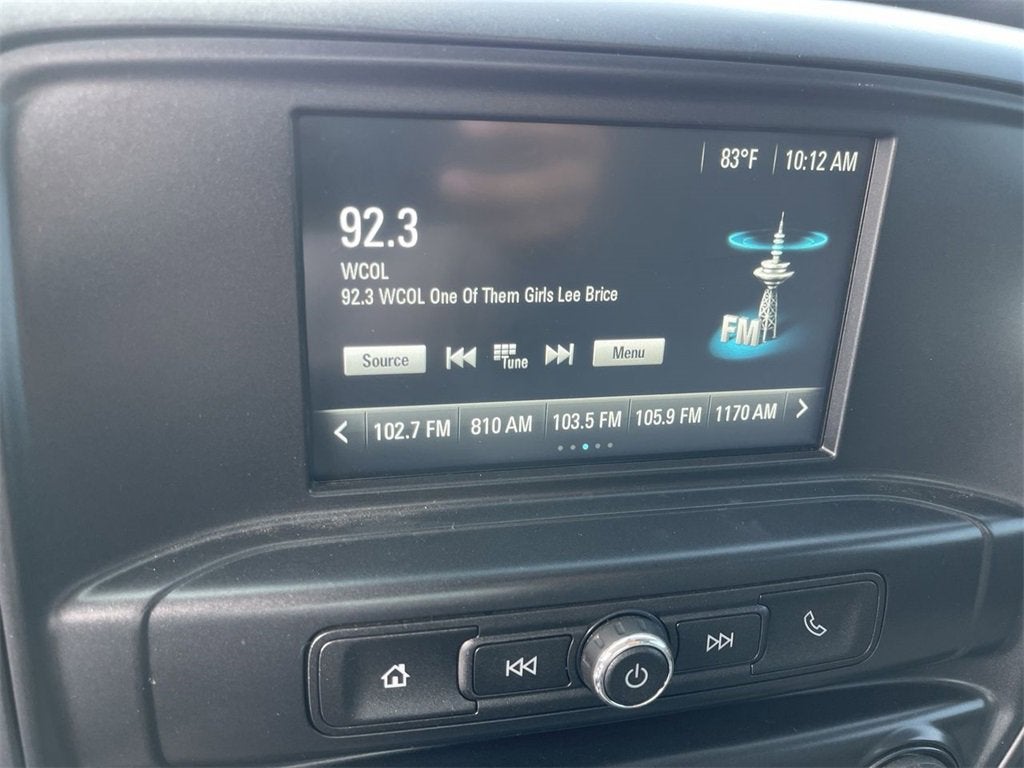 83°F 10:12 AM
92.3
WCOL
92.3 WCOL One Of Them Girls Lee Brice
FM
Source Tune Menu
102.7 FM 810 AM 103.5 FM 105.9 FM 1170 AM